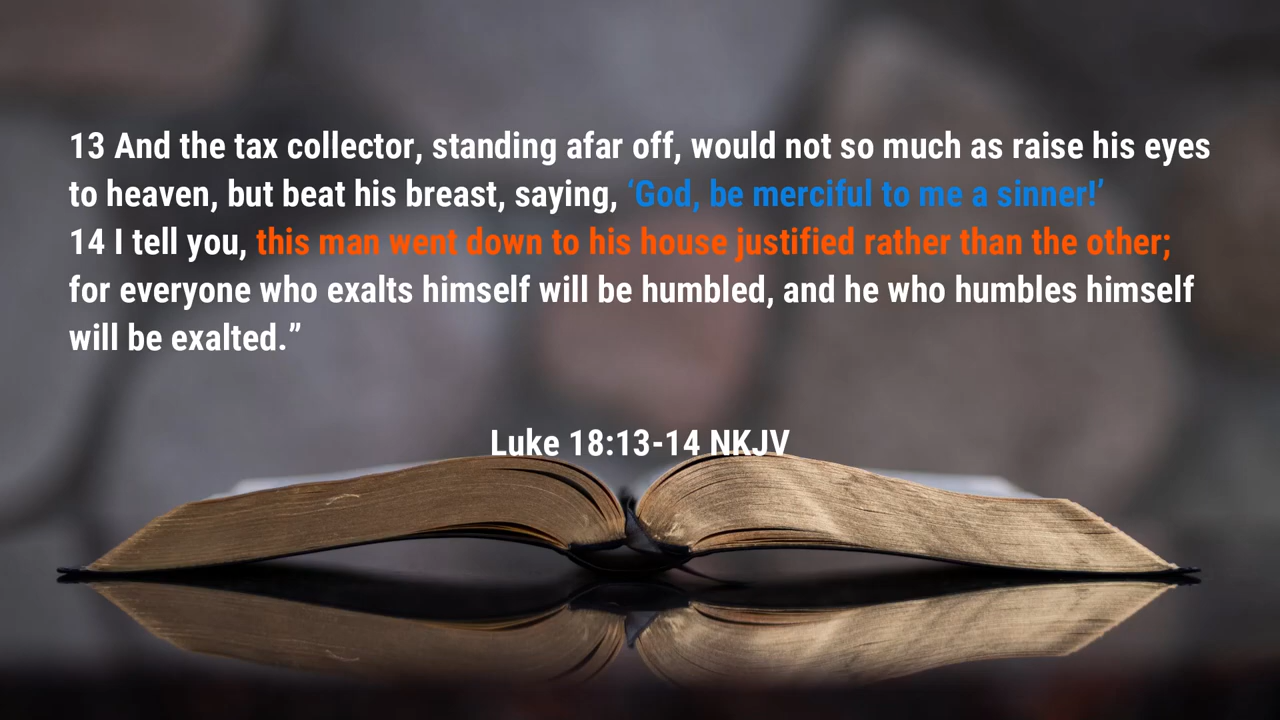 13 And the tax collector, standing afar off, would not so much as raise his eyes
to heaven, but beat his breast, saying, ‘God, be merciful to me a sinner!’
14 I tell you, this man went down to his house justified rather than the other;
for everyone who exalts himself will be humbled, and he who humbles himself
will be exalted.”
Luke 18:13-14 NKJV